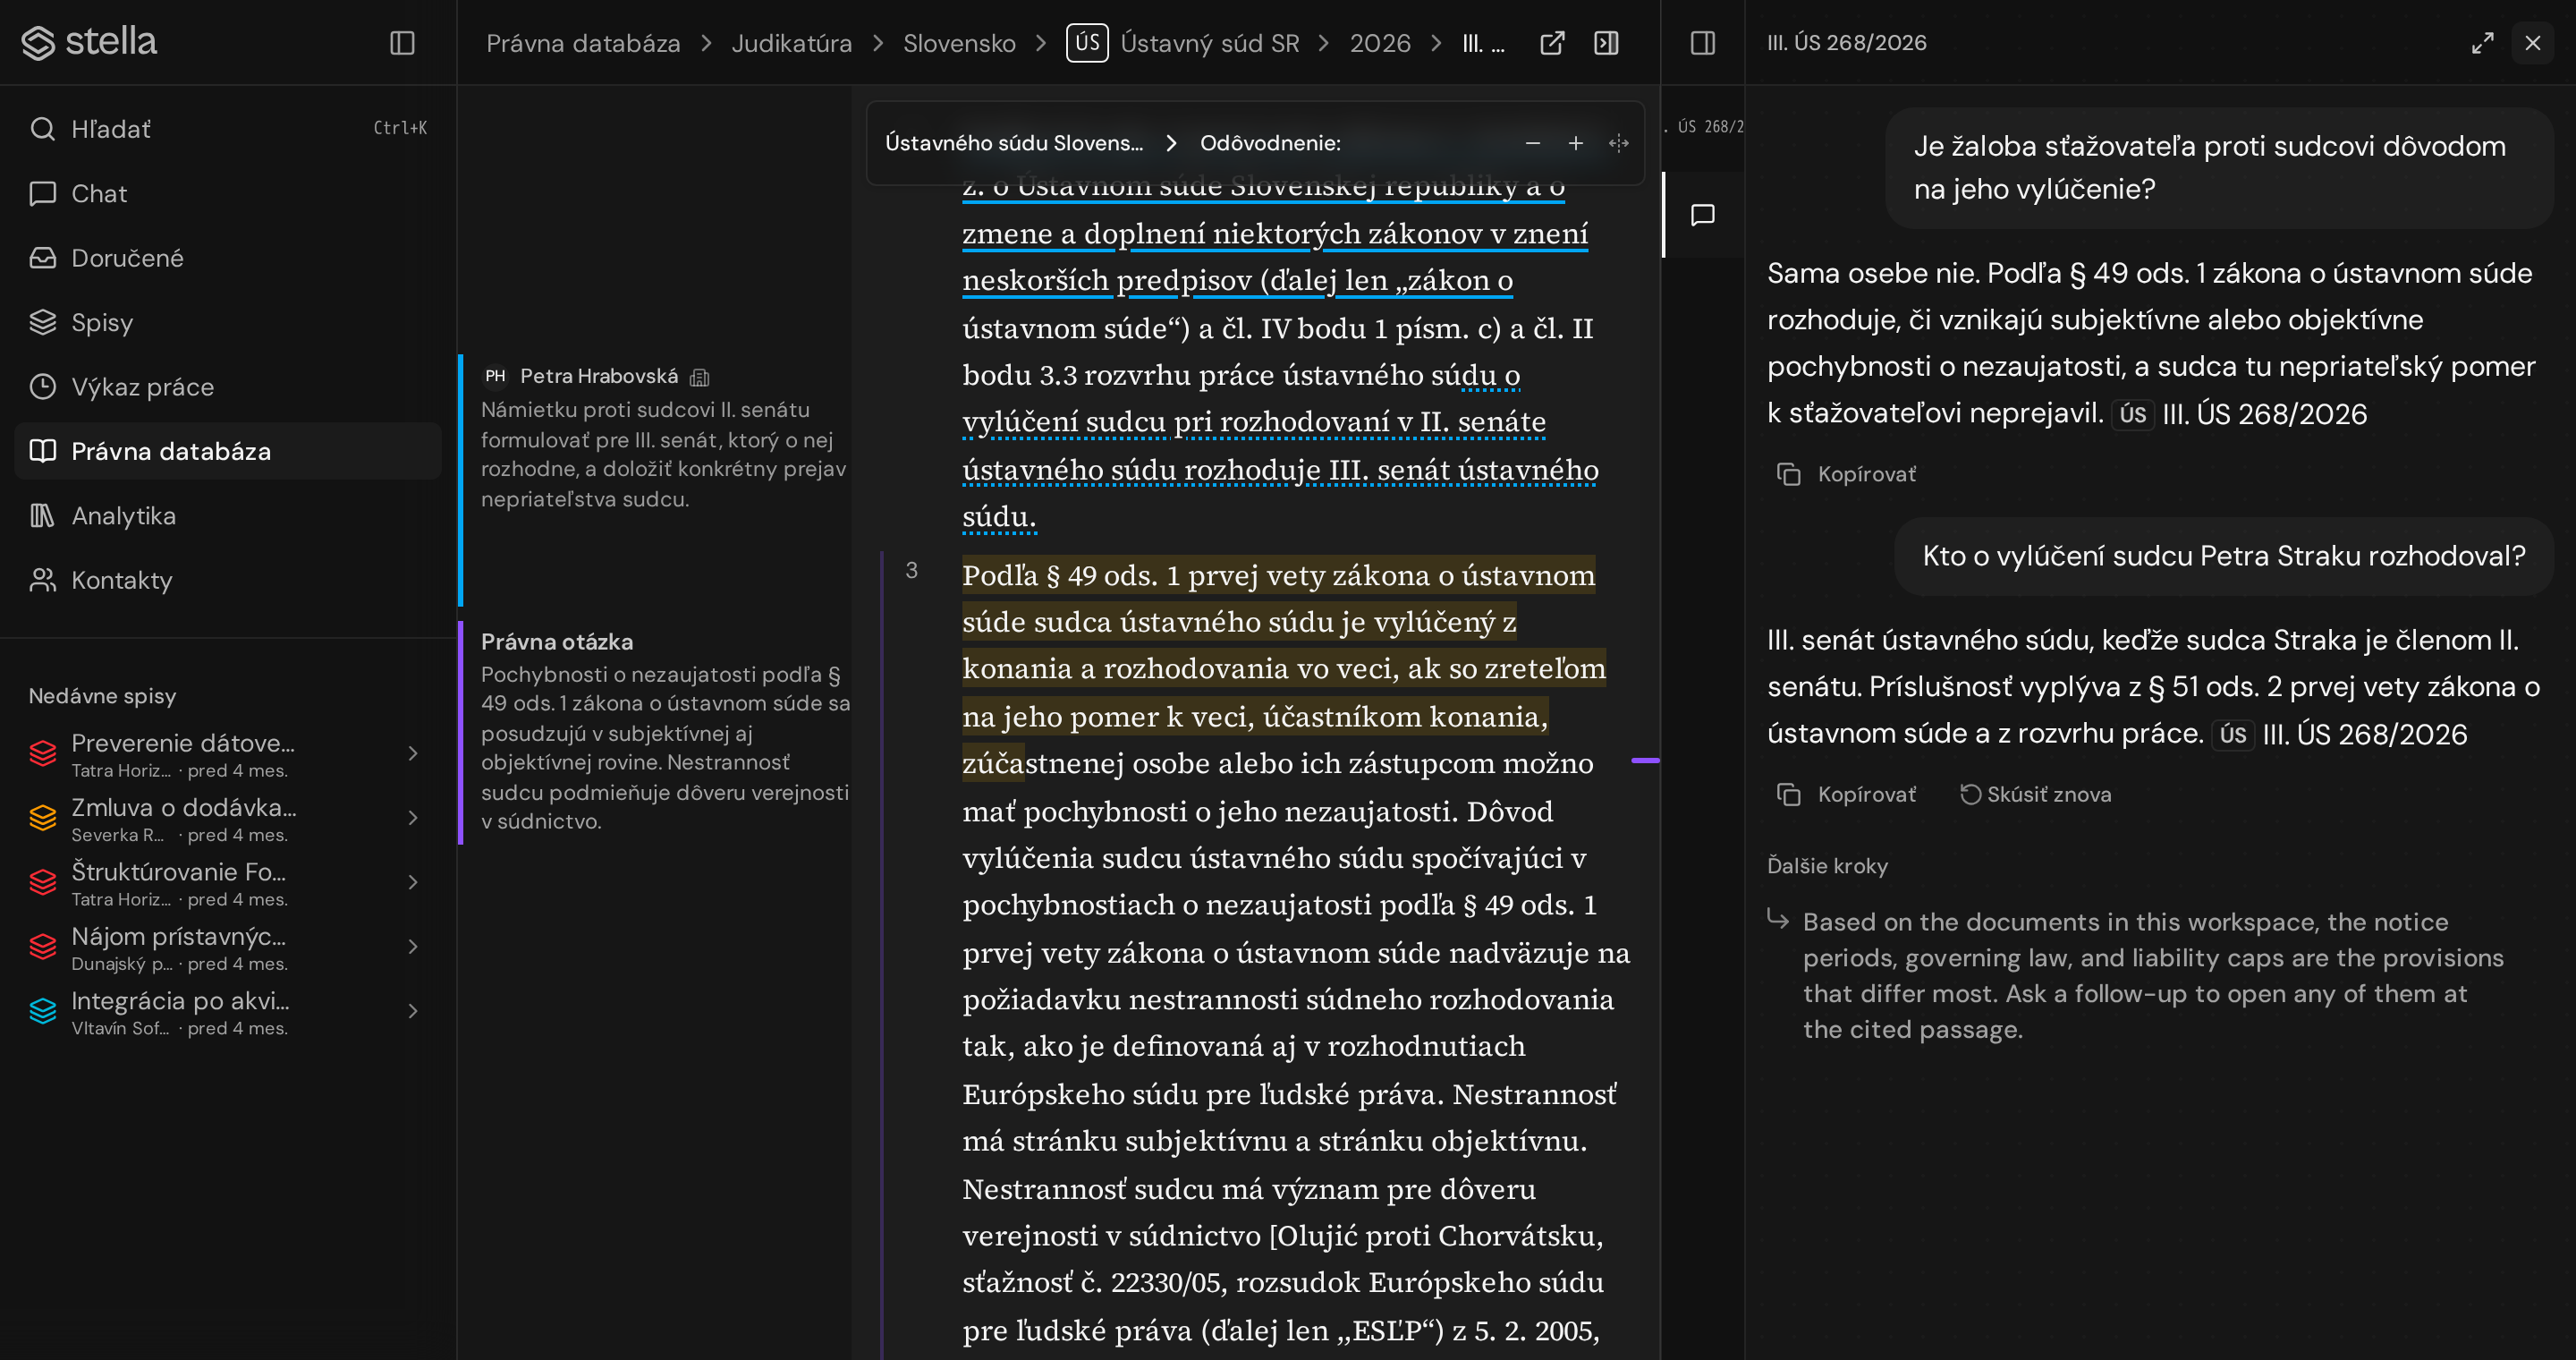 stella
Hľadať Ctrl+K
Chat
Doručené
Spisy
Výkaz práce
Právna databáza
Analytika
Kontakty
Nedávne spisy
Preverenie dátove...
Tatra Horiz... · pred 4 mes.
Zmluva o dodávka...
Severka R... · pred 4 mes.
Štruktúrovanie Fo...
Tatra Horiz... · pred 4 mes.
Nájom prístavnýc...
Dunajský p... · pred 4 mes.
Integrácia po akvi...
Vltavín Sof... · pred 4 mes.
Právna databáza > Judikatúra > Slovensko > ÚS Ústavný súd SR > 2026 > III. ...
PH Petra Hrabovská
Námietku proti sudcovi II. senátu
formulovať pre III. senát, ktorý o nej
rozhodne, a doložiť konkrétny prejav
nepriateľstva sudcu.
Právna otázka
Pochybnosti o nezaujatosti podľa §
49 ods. 1 zákona o ústavnom súde sa
posudzujú v subjektívnej aj
objektívnej rovine. Nestrannosť
sudcu podmieňuje dôveru verejnosti
v súdnictvo.
Ústavného súdu Slovens... > Odôvodnenie:
z. o Ústavnom súde Slovenskej republiky a o
zmene a doplnení niektorých zákonov v znení
neskorších predpisov (ďalej len „zákon o
ústavnom súde“) a čl. IV bodu 1 písm. c) a čl. II
bodu 3.3 rozvrhu práce ústavného súdu o
vylúčení sudcu pri rozhodovaní v II. senáte
ústavného súdu rozhoduje III. senát ústavného
súdu.
3
Podľa § 49 ods. 1 prvej vety zákona o ústavnom
súde sudca ústavného súdu je vylúčený z
konania a rozhodovania vo veci, ak so zreteľom
na jeho pomer k veci, účastníkom konania,
zúčastnenej osobe alebo ich zástupcom možno
mať pochybnosti o jeho nezaujatosti. Dôvod
vylúčenia sudcu ústavného súdu spočívajúci v
pochybnostiach o nezaujatosti podľa § 49 ods. 1
prvej vety zákona o ústavnom súde nadväzuje na
požiadavku nestrannosti súdneho rozhodovania
tak, ako je definovaná aj v rozhodnutiach
Európskeho súdu pre ľudské práva. Nestrannosť
má stránku subjektívnu a stránku objektívnu.
Nestrannosť sudcu má význam pre dôveru
verejnosti v súdnictvo [Olujić proti Chorvátsku,
sťažnosť č. 22330/05, rozsudok Európskeho súdu
pre ľudské práva (ďalej len ,,ESĽP“) z 5. 2. 2005,
. ÚS 268/2
III. ÚS 268/2026
Je žaloba sťažovateľa proti sudcovi dôvodom
na jeho vylúčenie?
Sama osebe nie. Podľa § 49 ods. 1 zákona o ústavnom súde
rozhoduje, či vznikajú subjektívne alebo objektívne
pochybnosti o nezaujatosti, a sudca tu nepriateľský pomer
k sťažovateľovi neprejavil. ÚS III. ÚS 268/2026
Kopírovať
Kto o vylúčení sudcu Petra Straku rozhodoval?
III. senát ústavného súdu, keďže sudca Straka je členom II.
senátu. Príslušnosť vyplýva z § 51 ods. 2 prvej vety zákona o
ústavnom súde a z rozvrhu práce. ÚS III. ÚS 268/2026
Kopírovať Skúsiť znova
Ďalšie kroky
Based on the documents in this workspace, the notice
periods, governing law, and liability caps are the provisions
that differ most. Ask a follow-up to open any of them at
the cited passage.